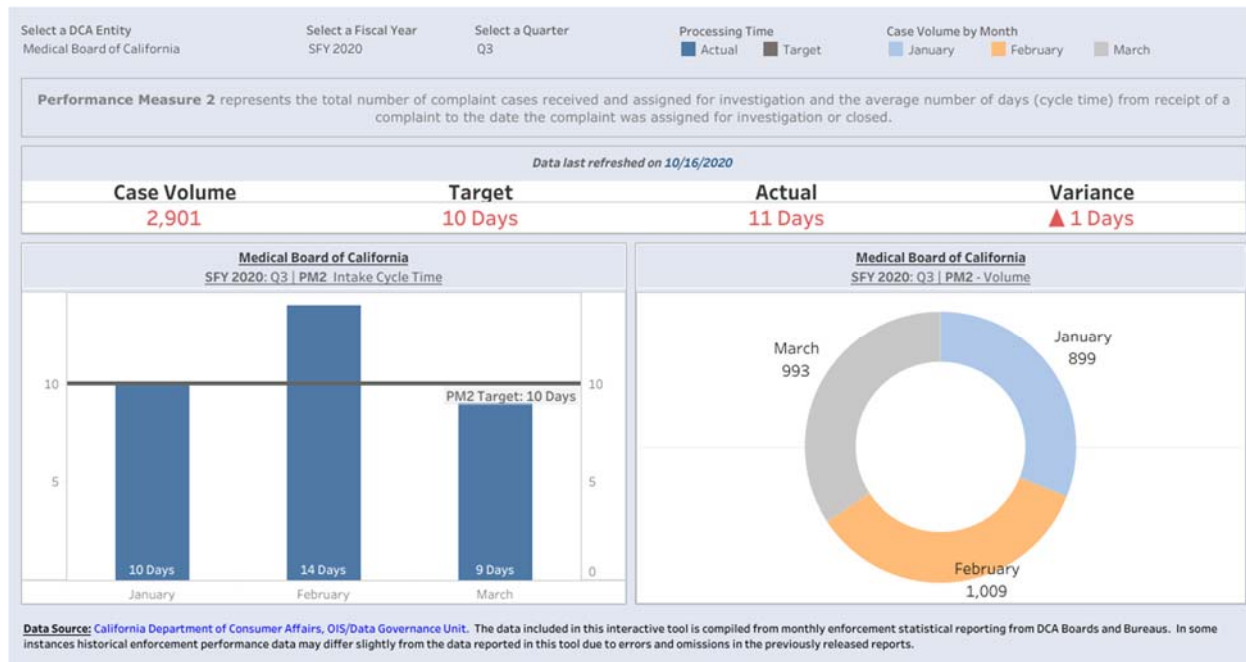 Select a DCA Entity Select a Fiscal Year Select a Quarter Processing Time Case Volume by Month
Medical Board of California SFY 2020 Q3 Actual Target January February March
Performance Measure 2 represents the total number of complaint cases received and assigned for investigation and the average number of days (cycle time) from receipt of a
complaint to the date the complaint was assigned for investigation or closed.
Data last refreshed on 10/16/2020
Case Volume Target Actual Variance
2,901 10 Days 11 Days ▲ 1 Days
Medical Board of California
SFY 2020: Q3 | PM2 Intake Cycle Time
10 10
PM2 Target: 10 Days
5 5
0
10 Days 14 Days 9 Days
January February March
Medical Board of California
SFY 2020: Q3 | PM2 - Volume
March
993
January
899
February
1,009
Data Source: California Department of Consumer Affairs, OIS/Data Governance Unit. The data included in this interactive tool is compiled from monthly enforcement statistical reporting from DCA Boards and Bureaus. In some
instances historical enforcement performance data may differ slightly from the data reported in this tool due to errors and omissions in the previously released reports.